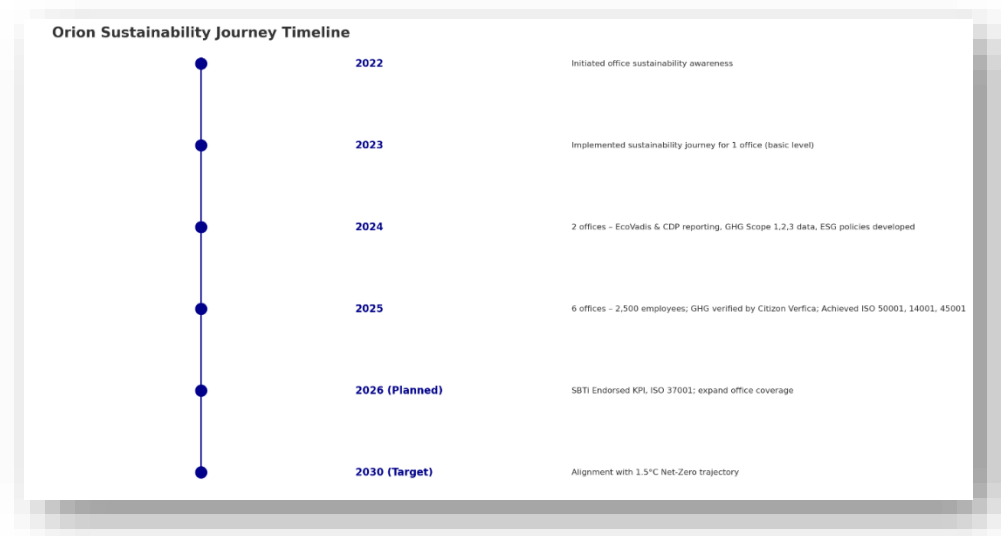 Orion Sustainability Journey Timeline
2022 Initiated office sustainability awareness
2023 Implemented sustainability journey for 1 office (basic level)
2024 2 offices – EcoVadis & CDP reporting, GHG Scope 1,2,3 data, ESG policies developed
2025 6 offices – 2,500 employees; GHG verified by Citizon Verfica; Achieved ISO 50001, 14001, 45001
2026 (Planned) SBTi Endorsed KPI, ISO 37001; expand office coverage
2030 (Target) Alignment with 1.5°C Net-Zero trajectory